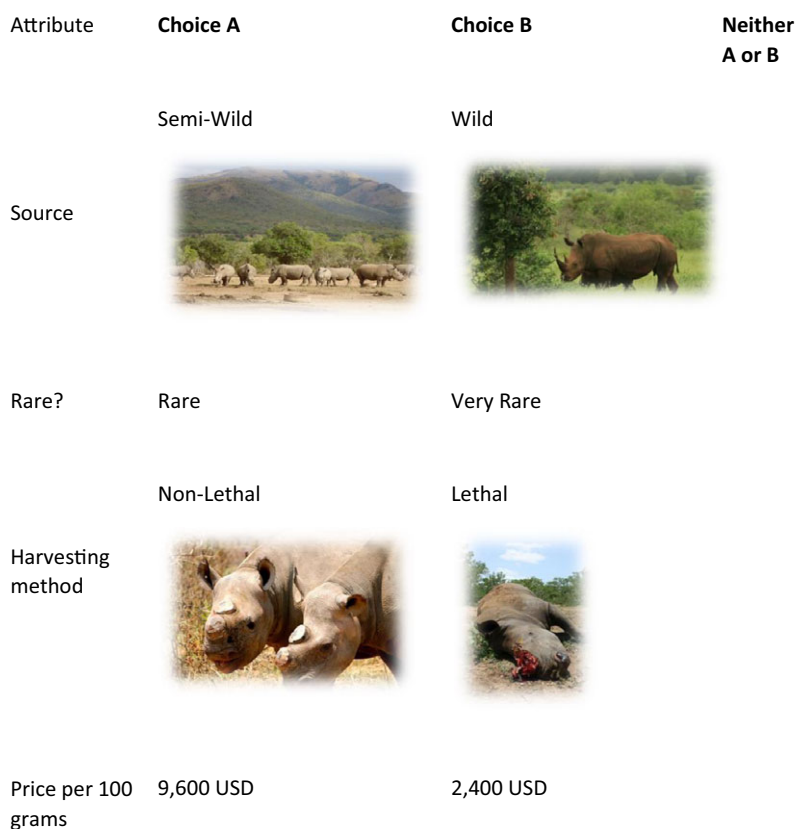 Attribute Choice A Choice B Neither
A or B
Semi-Wild Wild
Source
Rare? Rare Very Rare
Non-Lethal Lethal
Harvesting
method
Price per 100 9,600 USD 2,400 USD
grams